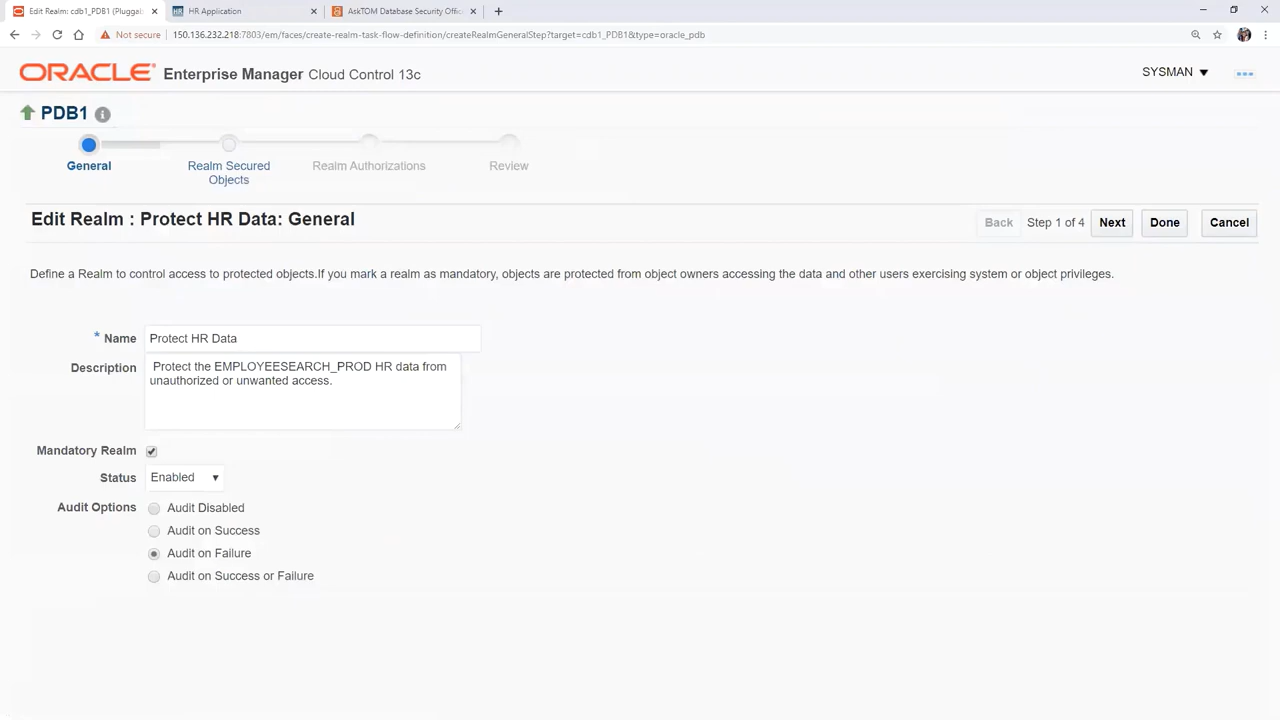 Edit Realm: cdb1_PDB1 (Plugga
HR Application
AskTOM Database Security Offic
Not secure 150.136.232.218:7803/em/faces/create-realm-task-flow-definition/createRealmGeneralStep?target=cdb1_PDB1&type=oracle_pdb
ORACLE Enterprise Manager Cloud Control 13c
SYSMAN
PDB1
General
Realm Secured
Objects
Realm Authorizations
Review
Edit Realm : Protect HR Data: General
Back Step 1 of 4 Next Done Cancel
Define a Realm to control access to protected objects.If you mark a realm as mandatory, objects are protected from object owners accessing the data and other users exercising system or object privileges.
* Name Protect HR Data
Description Protect the EMPLOYEESEARCH_PROD HR data from
unauthorized or unwanted access.
Mandatory Realm
Status Enabled
Audit Options Audit Disabled
Audit on Success
Audit on Failure
Audit on Success or Failure